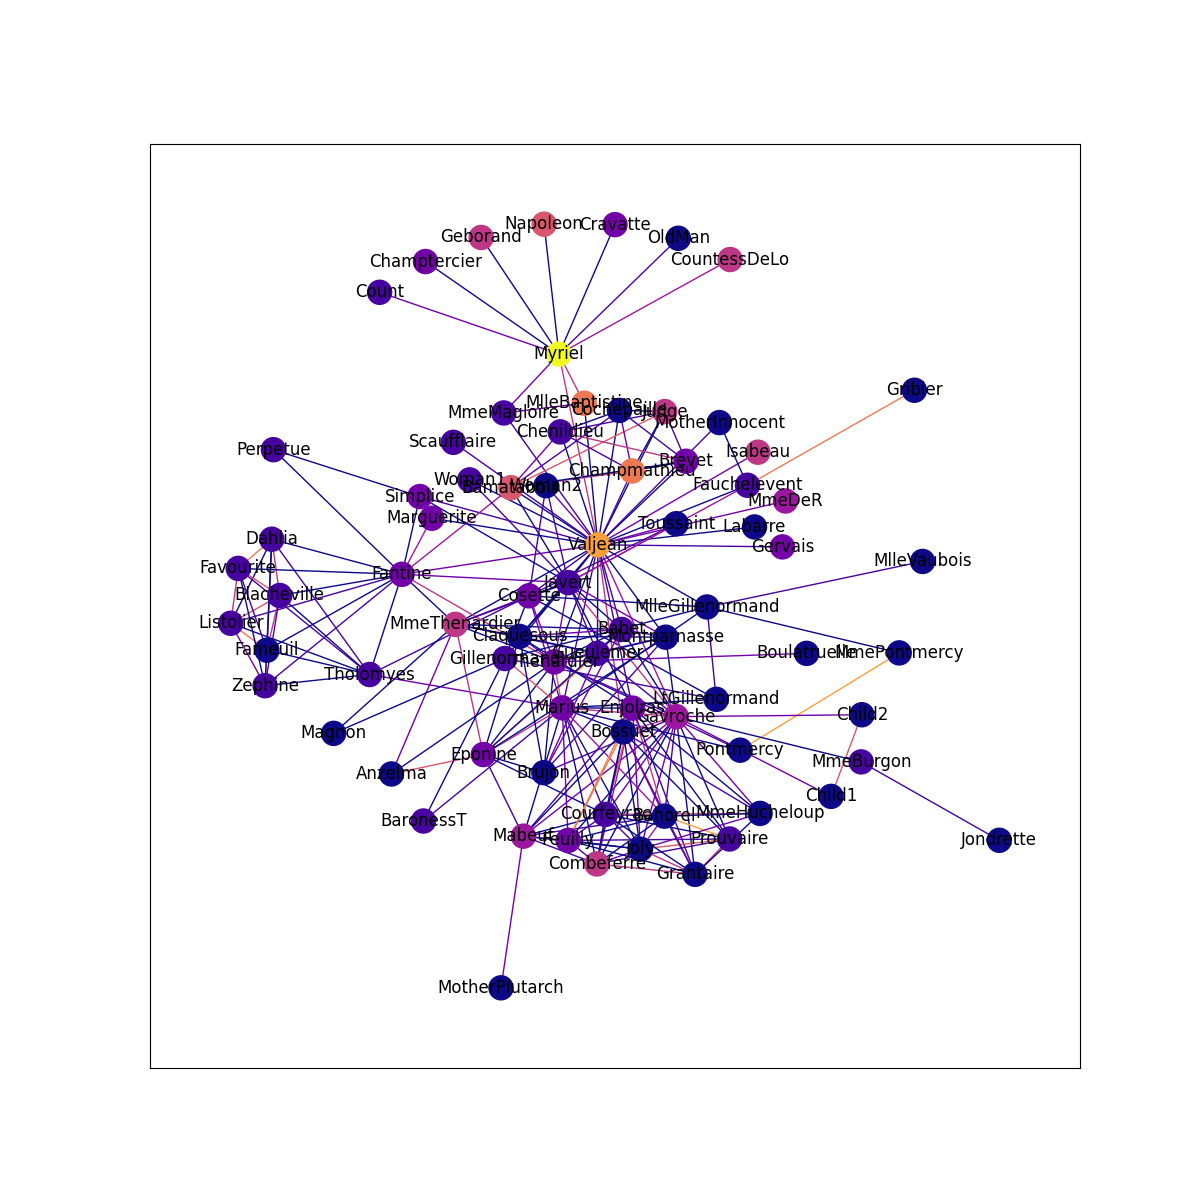 Napoleon
Cravatte
Geborand
OldMan
Champtercier
CountessDeLo
Count
Myriel
Gribier
MlleBaptistine
Cochepaille
Judge
MmeMagloire
MotherInnocent
Chenildieu
Scaufflaire
Perpetue
Isabeau
Brevet
Champmathieu
Woman1
Bamatabois
Woman2
Fauchelevent
Simplice
MmeDeR
Marguerite
Toussaint
Labarre
Dahlia
Valjean
Gervais
MlleVaubois
Favourite
Fantine
Javert
Blacheville
Cosette
MlleGillenormand
Listolier
MmeThenardier
Babet
Claquesous
Montparnasse
Fameuil
Gueulemer
Boulatruelle
MmePontmercy
Gillenormand
Thenardier
Zephine
Tholomyes
LtGillenormand
Marius
Enjolras
Gavroche
Child2
Magnon
Bossuet
Pontmercy
Eponine
MmeBurgon
Anzelma
Brujon
Child1
BaronessT
Courfeyrac
Bahorel
MmeHucheloup
Mabeuf
Feuilly
Prouvaire
Jondrette
Joly
Combeferre
Grantaire
MotherPlutarch